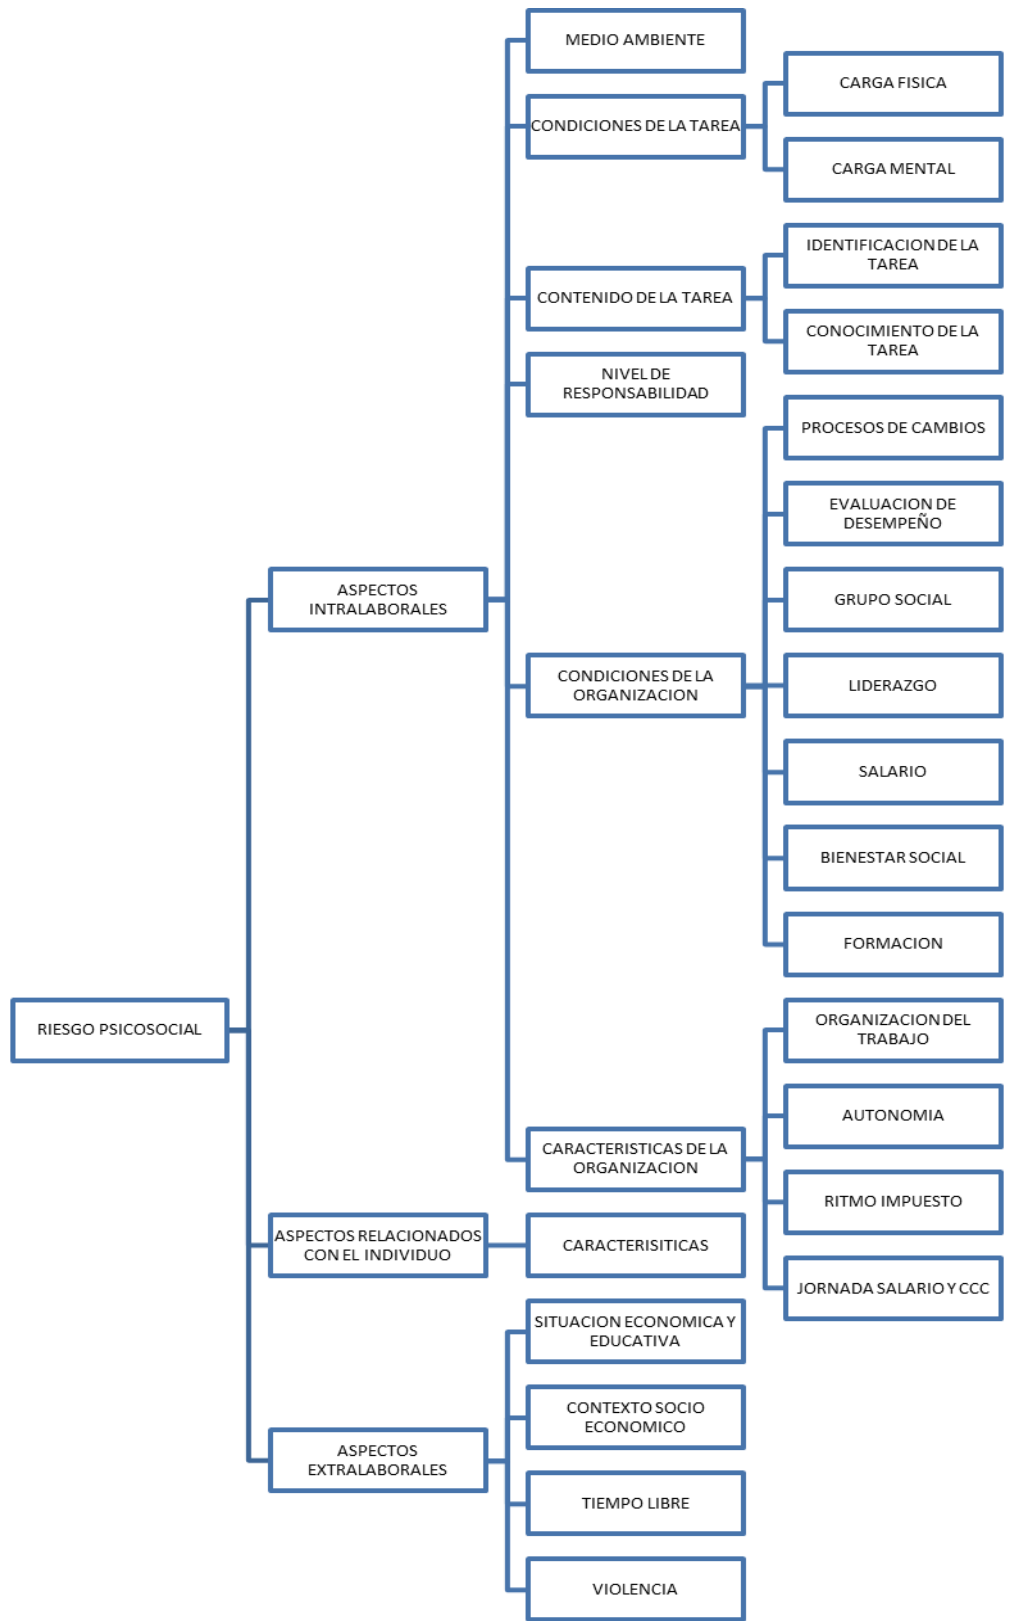 MEDIO AMBIENTE
CONDICIONES DE LA TAREA
CARGA FISICA
CARGA MENTAL
CONTENIDO DE LA TAREA
IDENTIFICACION DE LA
TAREA
CONOCIMIENTO DE LA
TAREA
NIVEL DE
RESPONSABILIDAD
ASPECTOS
INTRALABORALES
CONDICIONES DE LA
ORGANIZACION
PROCESOS DE CAMBIOS
EVALUACION DE
DESEMPEÑO
GRUPO SOCIAL
LIDERAZGO
SALARIO
BIENESTAR SOCIAL
FORMACION
RIESGO PSICOSOCIAL
CARACTERISTICAS DE LA
ORGANIZACION
ORGANIZACION DEL
TRABAJO
AUTONOMIA
RITMO IMPUESTO
JORNADA SALARIO Y CCC
ASPECTOS RELACIONADOS
CON EL INDIVIDUO
CARACTERISITICAS
ASPECTOS
EXTRALABORALES
SITUACION ECONOMICA Y
EDUCATIVA
CONTEXTO SOCIO
ECONOMICO
TIEMPO LIBRE
VIOLENCIA